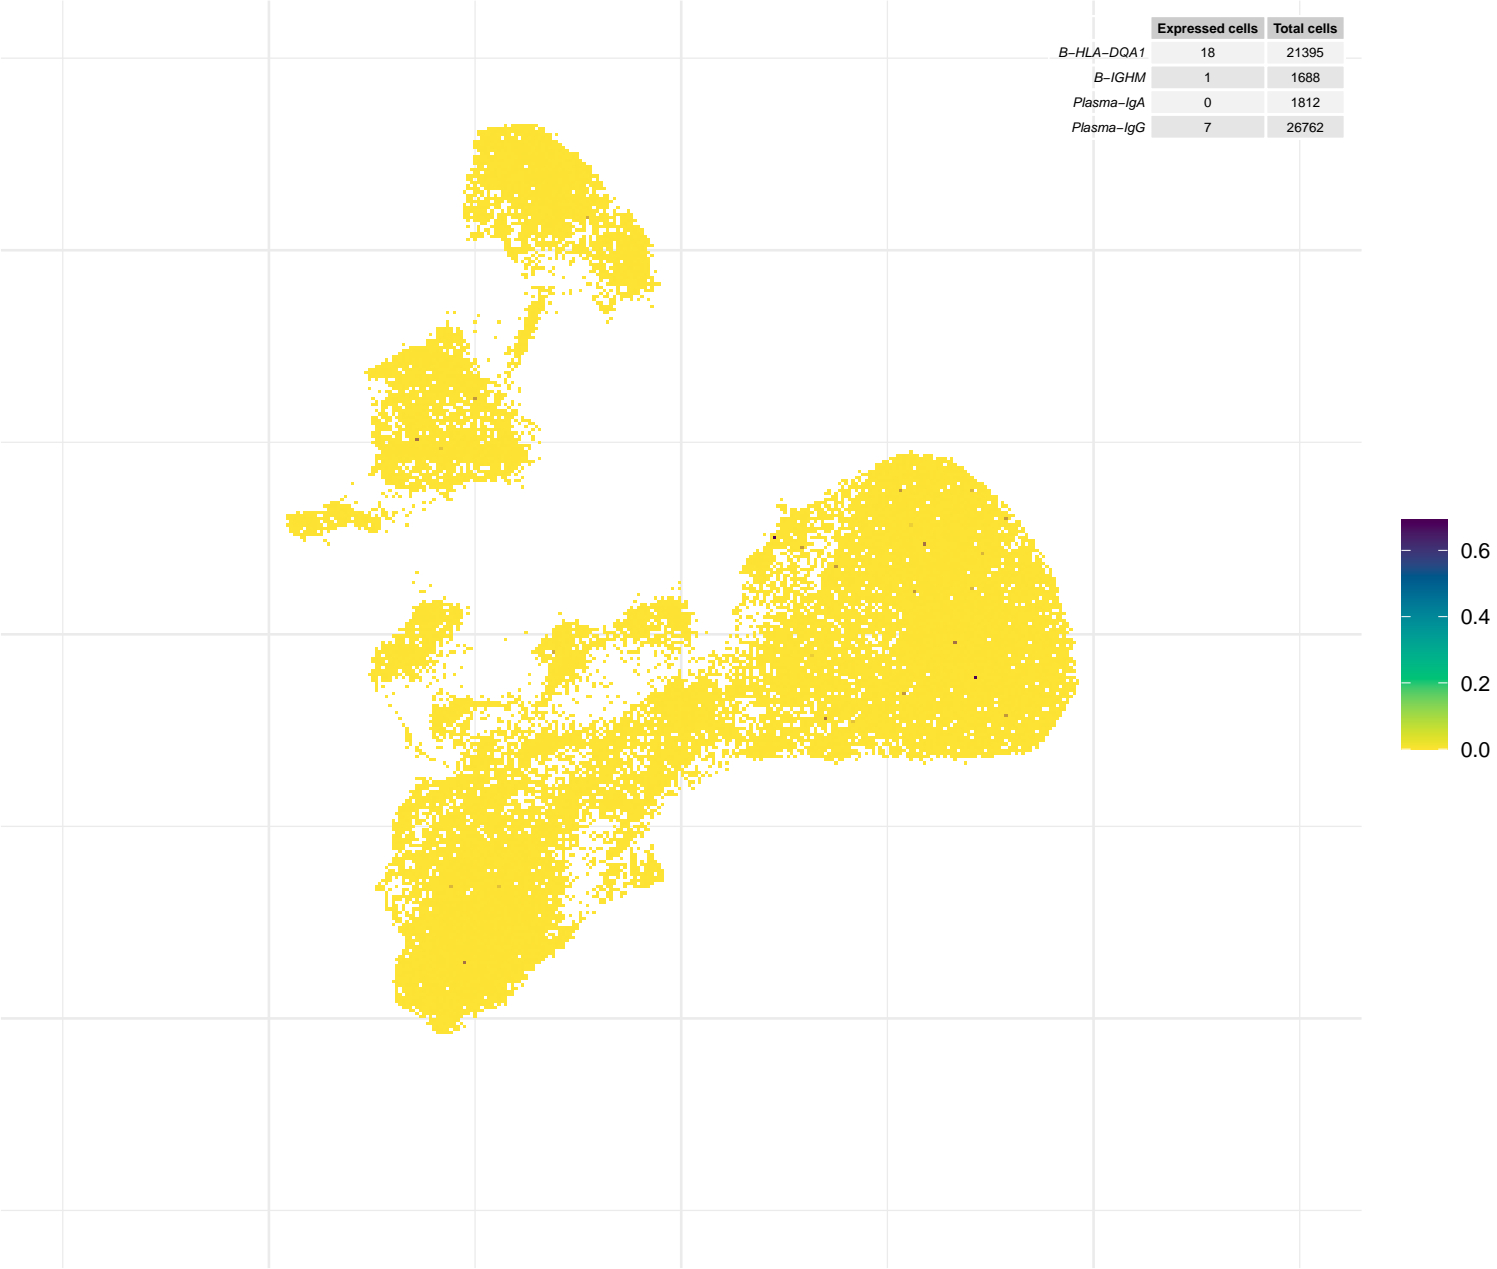 Expressed cells Total cells
B−HLA−DQA1 18 21395
B−IGHM 1 1688
Plasma−IgA 0 1812
Plasma−IgG 7 26762
0.6
0.4
0.2
0.0